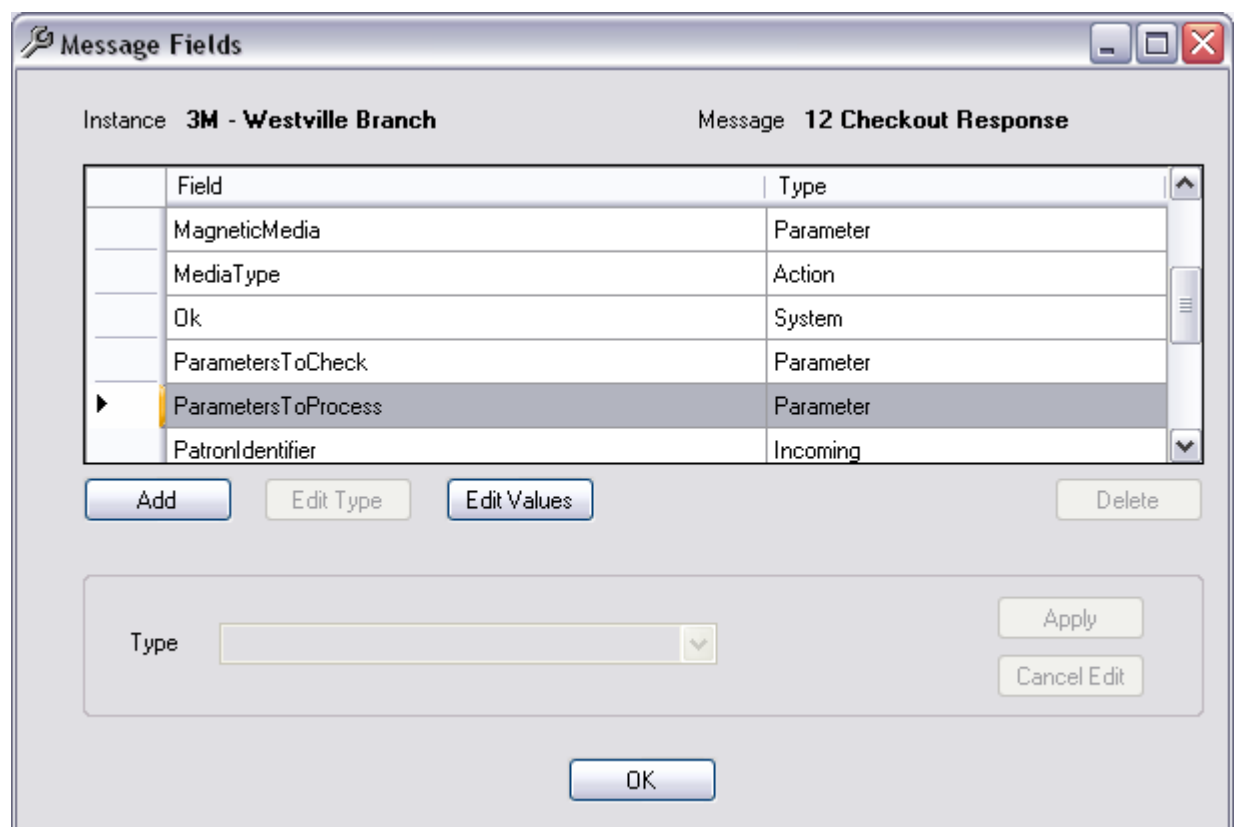 Message Fields
Instance 3M - Westville Branch Message 12 Checkout Response
Field Type
MagneticMedia Parameter
MediaType Action
Ok System
ParametersToCheck Parameter
ParametersToProcess Parameter
PatronIdentifier Incoming
Add Edit Type Edit Values Delete
Type Apply
Cancel Edit
OK